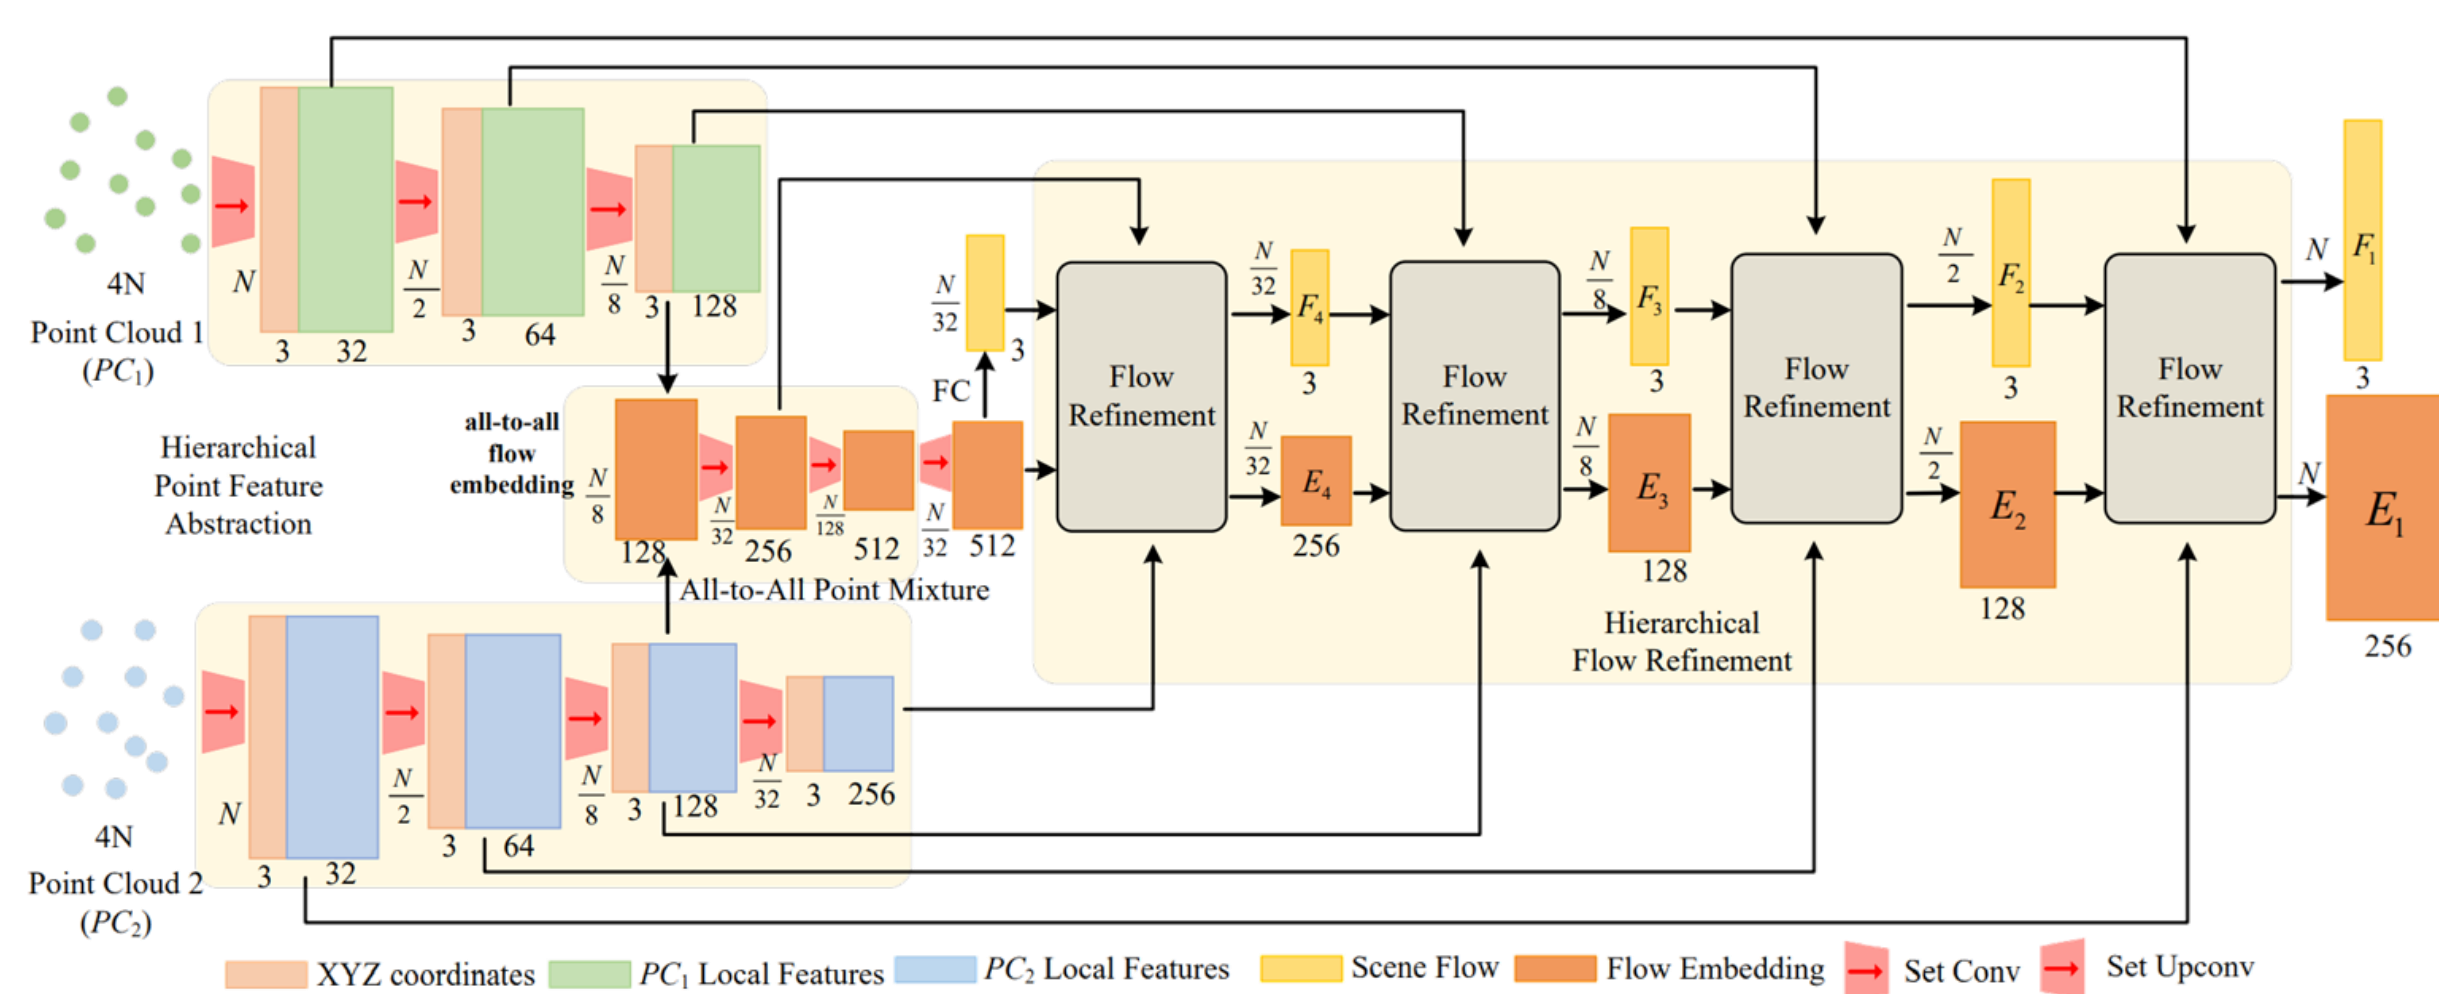 4N
Point Cloud 1
(PC₁)
N
3
32
N/2
3
64
N/8
3
128
Hierarchical
Point Feature
Abstraction
all-to-all
flow
embedding
N/8
128
N/32
256
N/128
512
N/32
512
All-to-All Point Mixture
FC
N/32
3
Flow
Refinement
N/32
F₄
3
N/32
E₄
256
Flow
Refinement
N/8
F₃
3
N/8
E₃
128
Flow
Refinement
N/2
F₂
3
N/2
E₂
128
Flow
Refinement
N
F₁
3
N
E₁
256
Hierarchical
Flow Refinement
4N
Point Cloud 2
(PC₂)
N
3
32
N/2
3
64
N/8
3
128
N/32
3
256
XYZ coordinates
PC₁ Local Features
PC₂ Local Features
Scene Flow
Flow Embedding
Set Conv
Set Upconv